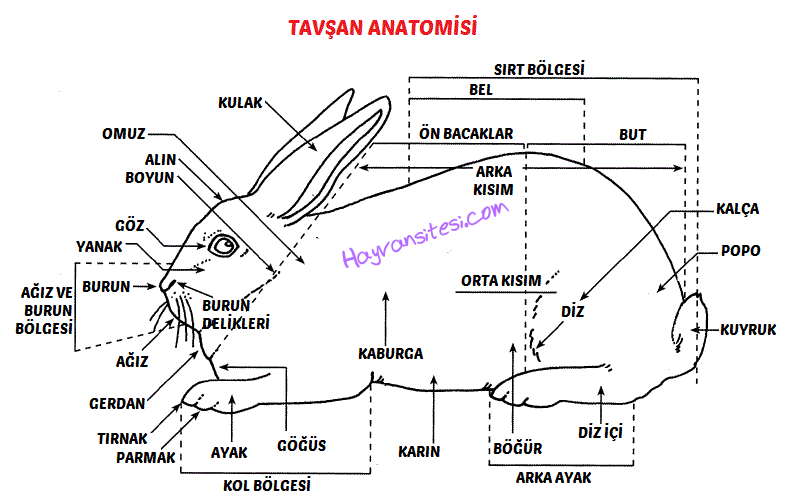 TAVŞAN ANATOMİSİ
SIRT BÖLGESİ
BEL
KULAK
OMUZ
ÖN BACAKLAR
BUT
ALIN
BOYUN
ARKA
KISIM
GÖZ
KALÇA
Hayransitesi.com
YANAK
POPO
BURUN
AĞIZ VE
BURUN
BÖLGESİ
BURUN
DELİKLERİ
ORTA KISIM
DİZ
KUYRUK
AĞIZ
KABURGA
GERDAN
TIRNAK
PARMAK
AYAK
GÖĞÜS
KARIN
BÖĞÜR
DİZ İÇİ
KOL BÖLGESİ
ARKA AYAK